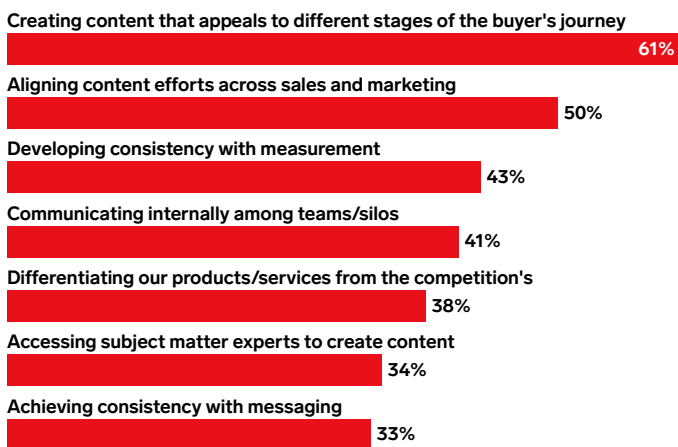 Creating content that appeals to different stages of the buyer's journey
61%
Aligning content efforts across sales and marketing
50%
Developing consistency with measurement
43%
Communicating internally among teams/silos
41%
Differentiating our products/services from the competition's
38%
Accessing subject matter experts to create content
34%
Achieving consistency with messaging
33%